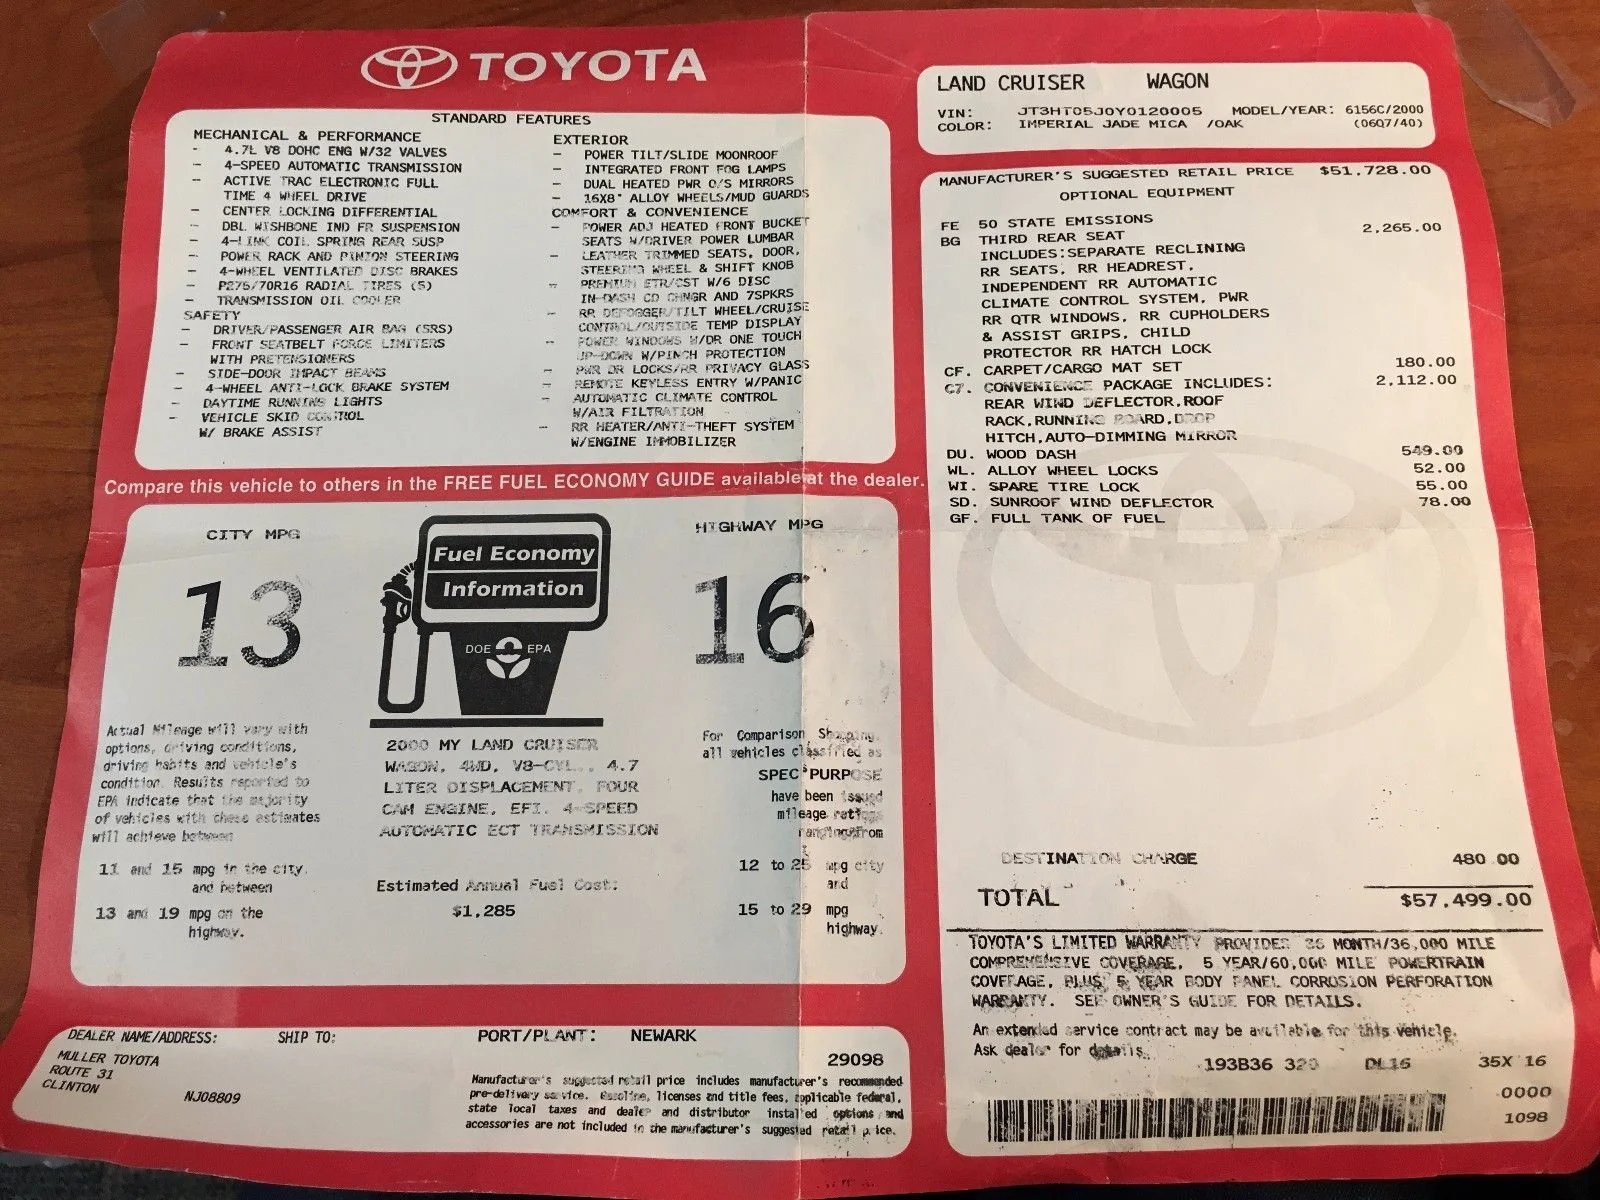 TOYOTA
STANDARD FEATURES
MECHANICAL & PERFORMANCE
- 4.7L V8 DOHC ENG W/32 VALVES
- 4-SPEED AUTOMATIC TRANSMISSION
- ACTIVE TRAC ELECTRONIC FULL
TIME 4 WHEEL DRIVE
- CENTER LOCKING DIFFERENTIAL
- DBL WISHBONE IND FR SUSPENSION
- 4-LINK COIL SPRING REAR SUSP
- POWER RACK AND PINION STEERING
- 4-WHEEL VENTILATED DISC BRAKES
- P275/70R16 RADIAL TIRES (5)
- TRANSMISSION OIL COOLER
SAFETY
- DRIVER/PASSENGER AIR BAG (SRS)
- FRONT SEATBELT FORCE LIMITERS
WITH PRETENSIONERS
- SIDE-DOOR IMPACT BEAMS
- 4-WHEEL ANTI-LOCK BRAKE SYSTEM
- DAYTIME RUNNING LIGHTS
- VEHICLE SKID CONTROL
W/ BRAKE ASSIST
EXTERIOR
- POWER TILT/SLIDE MOONROOF
- INTEGRATED FRONT FOG LAMPS
- DUAL HEATED PWR O/S MIRRORS
- 16X8" ALLOY WHEELS/MUD GUARDS
COMFORT & CONVENIENCE
- POWER ADJ HEATED FRONT BUCKET
SEATS W/DRIVER POWER LUMBAR
- LEATHER TRIMMED SEATS, DOOR,
STEERING WHEEL & SHIFT KNOB
- PREMIUM ETR/CST W/6 DISC
IN-DASH CD CHNGR AND 7SPKRS
- RR DEFOGGER/TILT WHEEL/CRUISE
CONTROL/OUTSIDE TEMP DISPLAY
- POWER WINDOWS W/DR ONE TOUCH
UP-DOWN W/PINCH PROTECTION
- PWR DR LOCKS/RR PRIVACY GLASS
- REMOTE KEYLESS ENTRY W/PANIC
- AUTOMATIC CLIMATE CONTROL
W/AIR FILTRATION
- RR HEATER/ANTI-THEFT SYSTEM
W/ENGINE IMMOBILIZER
Compare this vehicle to others in the FREE FUEL ECONOMY GUIDE available at the dealer.
CITY MPG
13
Fuel Economy
Information
DOE EPA
HIGHWAY MPG
16
Actual Mileage will vary with
options, driving conditions,
driving habits and vehicle's
condition. Results reported to
EPA indicate that the majority
of vehicles with these estimates
will achieve between
11 and 15 mpg in the city.
and between
13 and 19 mpg on the
highway.
2000 MY LAND CRUISER
WAGON, 4WD, V8-CYL., 4.7
LITER DISPLACEMENT, FOUR
CAM ENGINE, EFI, 4-SPEED
AUTOMATIC ECT TRANSMISSION
Estimated Annual Fuel Cost:
$1,285
For Comparison Shopping,
all vehicles classified as
SPEC PURPOSE
have been issued
mileage ratings
ranging from
12 to 25 mpg city
and
15 to 29 mpg
highway.
DEALER NAME/ADDRESS:
MULLER TOYOTA
ROUTE 31
CLINTON NJ08809
SHIP TO:
PORT/PLANT: NEWARK
29098
Manufacturer's suggested retail price includes manufacturer's recommended
pre-delivery service. Gasoline, licenses and title fees, applicable federal,
state local taxes and dealer and distributor installed options and
accessories are not included in the manufacturer's suggested retail price.
LAND CRUISER WAGON
VIN: JT3HT05J0Y0120005 MODEL/YEAR: 6156C/2000
COLOR: IMPERIAL JADE MICA /OAK (06Q7/40)
MANUFACTURER'S SUGGESTED RETAIL PRICE $51,728.00
OPTIONAL EQUIPMENT
FE 50 STATE EMISSIONS
BG THIRD REAR SEAT 2,265.00
INCLUDES:SEPARATE RECLINING
RR SEATS, RR HEADREST,
INDEPENDENT RR AUTOMATIC
CLIMATE CONTROL SYSTEM, PWR
RR QTR WINDOWS, RR CUPHOLDERS
& ASSIST GRIPS, CHILD
PROTECTOR RR HATCH LOCK
CF. CARPET/CARGO MAT SET 180.00
C7. CONVENIENCE PACKAGE INCLUDES: 2,112.00
REAR WIND DEFLECTOR,ROOF
RACK,RUNNING BOARD,DROP
HITCH,AUTO-DIMMING MIRROR
DU. WOOD DASH 549.00
WL. ALLOY WHEEL LOCKS 52.00
WI. SPARE TIRE LOCK 55.00
SD. SUNROOF WIND DEFLECTOR 78.00
GF. FULL TANK OF FUEL
DESTINATION CHARGE 480.00
TOTAL $57,499.00
TOYOTA'S LIMITED WARRANTY PROVIDES 36 MONTH/36,000 MILE
COMPREHENSIVE COVERAGE, 5 YEAR/60,000 MILE POWERTRAIN
COVERAGE, PLUS 5 YEAR BODY PANEL CORROSION PERFORATION
WARRANTY. SEE OWNER'S GUIDE FOR DETAILS.
An extended service contract may be available for this vehicle.
Ask dealer for details.
193B36 320 DL16 35X 16
0000
1098